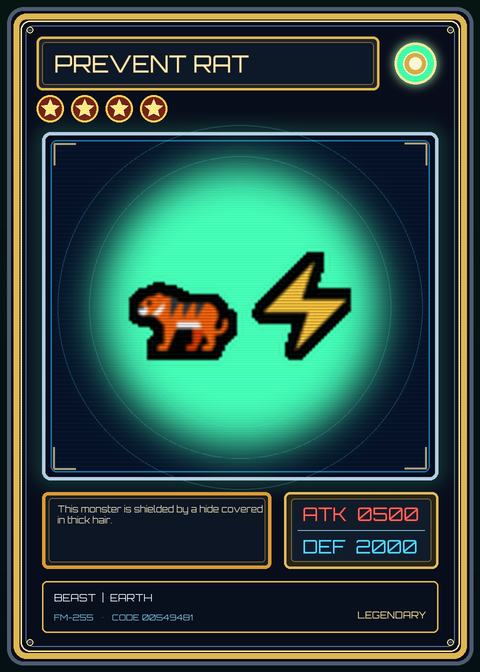 PREVENT RAT
This monster is shielded by a hide covered
in thick hair.
ATK 0500
DEF 2000
BEAST | EARTH
FM-255 · CODE 00549481
LEGENDARY